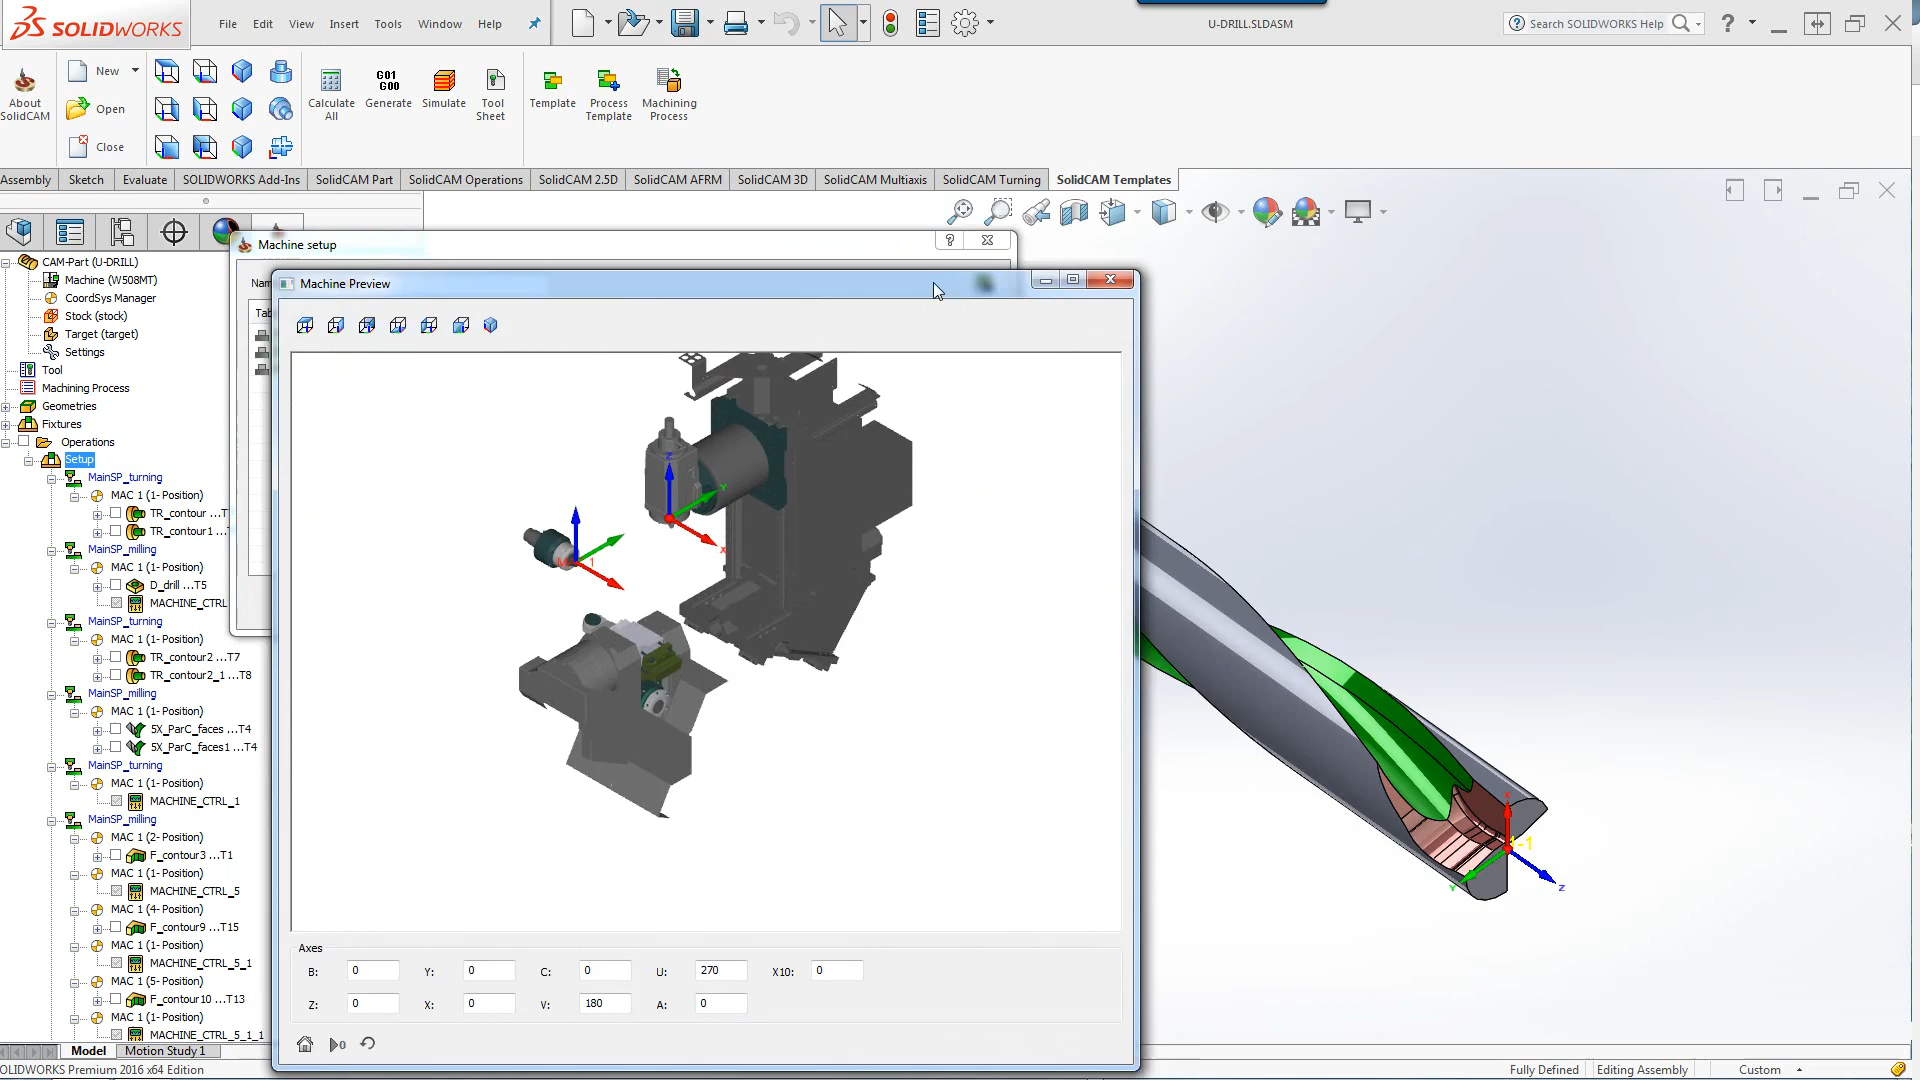 SOLIDWORKS
File Edit View Insert Tools Window Help
U-DRILL.SLDASM
Search SOLIDWORKS Help
?
About SolidCAM
New
Open
Close
Calculate All
G01 G00
Generate
Simulate
Tool Sheet
Template
Process Template
Machining Process
Assembly Sketch Evaluate SOLIDWORKS Add-Ins SolidCAM Part SolidCAM Operations SolidCAM 2.5D SolidCAM AFRM SolidCAM 3D SolidCAM Multiaxis SolidCAM Turning SolidCAM Templates
CAM-Part (U-DRILL)
Machine (W508MT)
CoordSys Manager
Stock (stock)
Target (target)
Settings
Tool
Machining Process
Geometries
Fixtures
Operations
Setup
MainSP_turning
MAC 1 (1- Position)
TR_contour ...T
TR_contour1 ...
MainSP_milling
MAC 1 (1- Position)
D_drill ...T5
MACHINE_CTRL
MainSP_turning
MAC 1 (1- Position)
TR_contour2 ...T7
TR_contour2_1 ...T8
MainSP_milling
MAC 1 (1- Position)
5X_ParC_faces ...T4
5X_ParC_faces1 ...T4
MainSP_turning
MAC 1 (1- Position)
MACHINE_CTRL_1
MainSP_milling
MAC 1 (2- Position)
F_contour3 ...T1
MAC 1 (1- Position)
MACHINE_CTRL_5
MAC 1 (4- Position)
F_contour9 ...T15
MAC 1 (1- Position)
MACHINE_CTRL_5_1
MAC 1 (5- Position)
F_contour10 ...T13
MAC 1 (1- Position)
MACHINE_CTRL_5_1_1
Machine setup
?
Nam
Tab
Machine Preview
Z
Y
X
1
Axes
B: 0 Y: 0 C: 0 U: 270 X10: 0
Z: 0 X: 0 V: 180 A: 0
0
X
1-1
Y
Z
Model Motion Study 1
OLIDWORKS Premium 2016 x64 Edition
Fully Defined Editing Assembly Custom